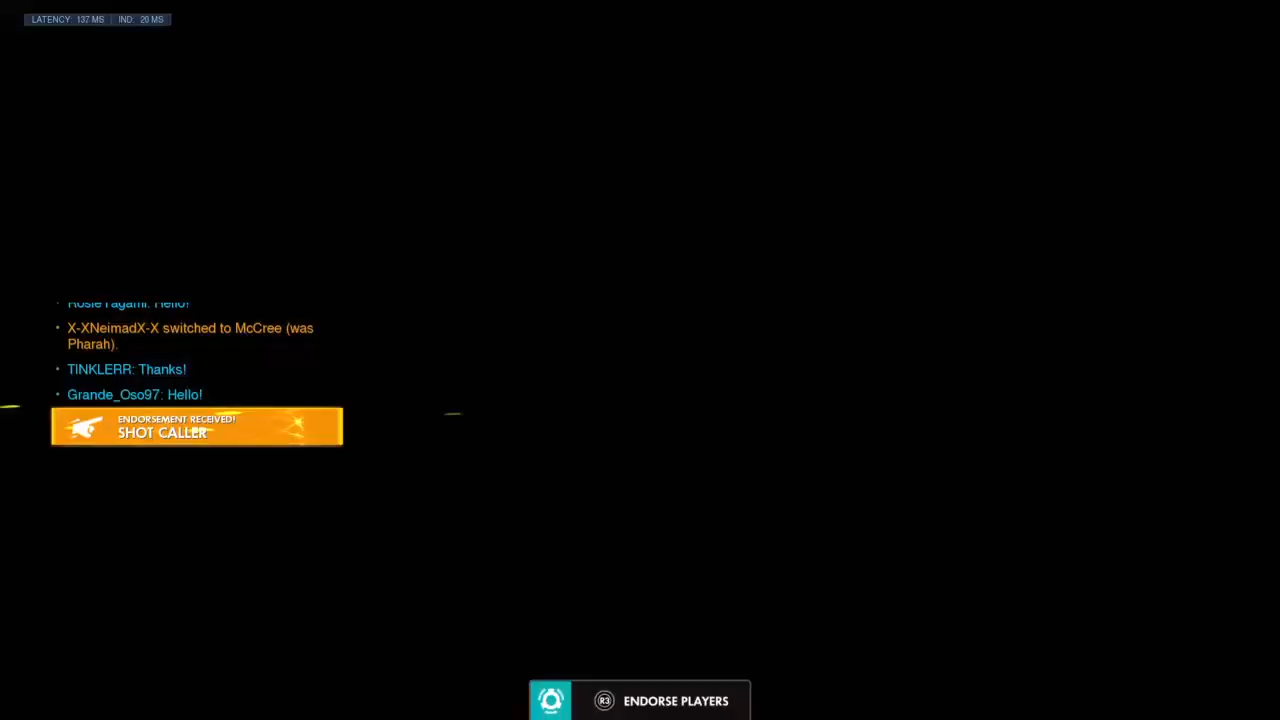 LATENCY: 137 MS | IND: 20 MS
Hello!
• X-XNeimadX-X switched to McCree (was
Pharah).
• TINKLERR: Thanks!
• Grande_Oso97: Hello!
ENDORSEMENT RECEIVED!
SHOT CALLER
R3 ENDORSE PLAYERS